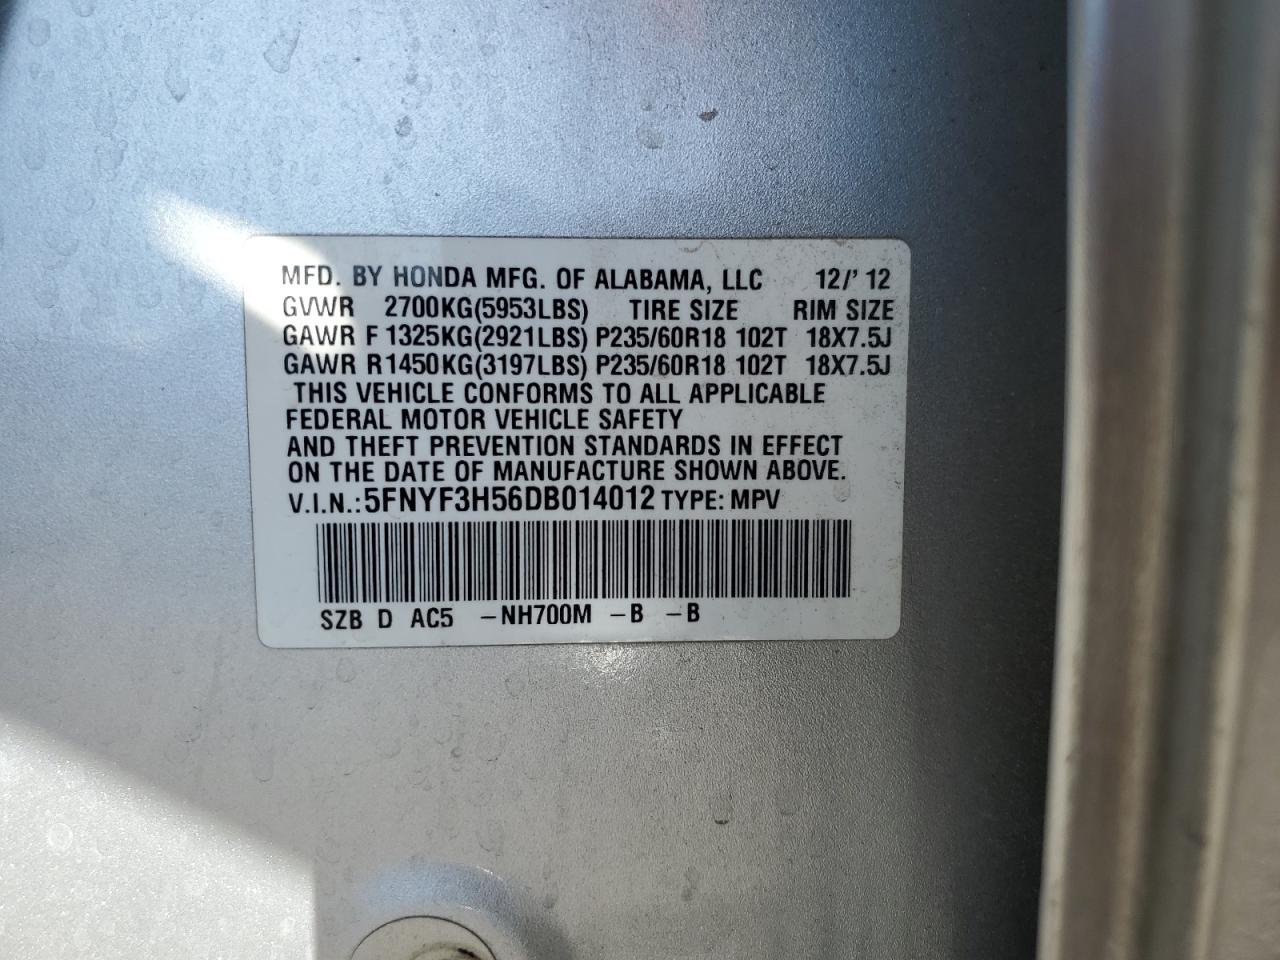 MFD. BY HONDA MFG. OF ALABAMA, LLC 12/'12
GVWR 2700KG(5953LBS) TIRE SIZE RIM SIZE
GAWR F 1325KG(2921LBS) P235/60R18 102T 18X7.5J
GAWR R1450KG(3197LBS) P235/60R18 102T 18X7.5J
THIS VEHICLE CONFORMS TO ALL APPLICABLE
FEDERAL MOTOR VEHICLE SAFETY
AND THEFT PREVENTION STANDARDS IN EFFECT
ON THE DATE OF MANUFACTURE SHOWN ABOVE.
V.I.N.:5FNYF3H56DB014012 TYPE: MPV
SZB D AC5 -NH700M -B -B